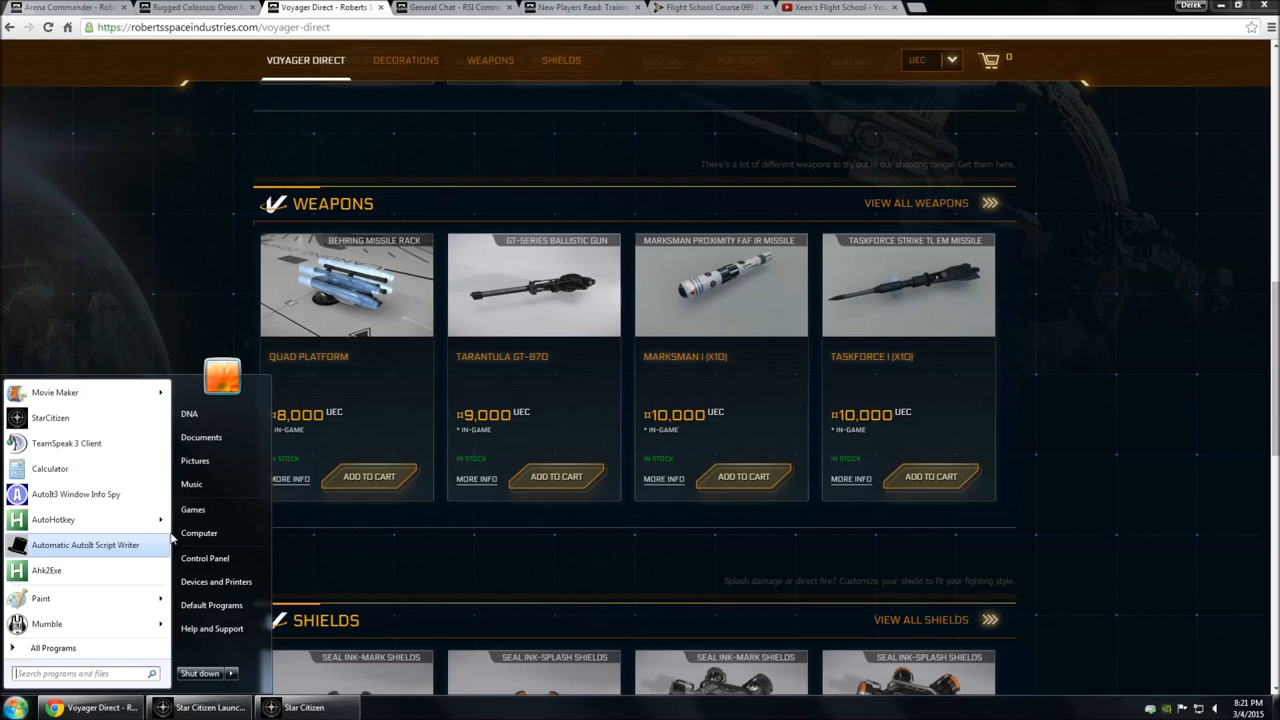 Arena Commander - Rob
Rugged Colossus: Orion M
Voyager Direct - Roberts S
General Chat - RSI Comm
New Players Read: Trainin
Flight School Course 099
Xeen's Flight School - Yo
Derek
https://robertsspaceindustries.com/voyager-direct
VOYAGER DIRECT
DECORATIONS
WEAPONS
SHIELDS
UEC
0
There's a lot of different weapons to try out in our shooting range! Get them here.
WEAPONS
VIEW ALL WEAPONS
BEHRING MISSILE RACK
GT-SERIES BALLISTIC GUN
MARKSMAN PROXIMITY FAF IR MISSILE
TASKFORCE STRIKE TL EM MISSILE
QUAD PLATFORM
TARANTULA GT-870
MARKSMAN I (X10)
TASKFORCE I (X10)
¤8,000 UEC
¤9,000 UEC
¤10,000 UEC
¤10,000 UEC
* IN-GAME
* IN-GAME
* IN-GAME
IN-GAME
IN STOCK
IN STOCK
IN STOCK
IN STOCK
MORE INFO
ADD TO CART
MORE INFO
ADD TO CART
MORE INFO
ADD TO CART
MORE INFO
ADD TO CART
Splash damage or direct fire? Customize your shield to fit your fighting style.
SHIELDS
VIEW ALL SHIELDS
SEAL INK-MARK SHIELDS
SEAL INK-SPLASH SHIELDS
SEAL INK-MARK SHIELDS
SEAL INK-SPLASH SHIELDS
Movie Maker
StarCitizen
TeamSpeak 3 Client
Calculator
AutoIt3 Window Info Spy
AutoHotkey
Automatic AutoIt Script Writer
Ahk2Exe
Paint
Mumble
All Programs
Search programs and files
DNA
Documents
Pictures
Music
Games
Computer
Control Panel
Devices and Printers
Default Programs
Help and Support
Shut down
Voyager Direct - R...
Star Citizen Launc...
Star Citizen
8:21 PM
3/4/2015